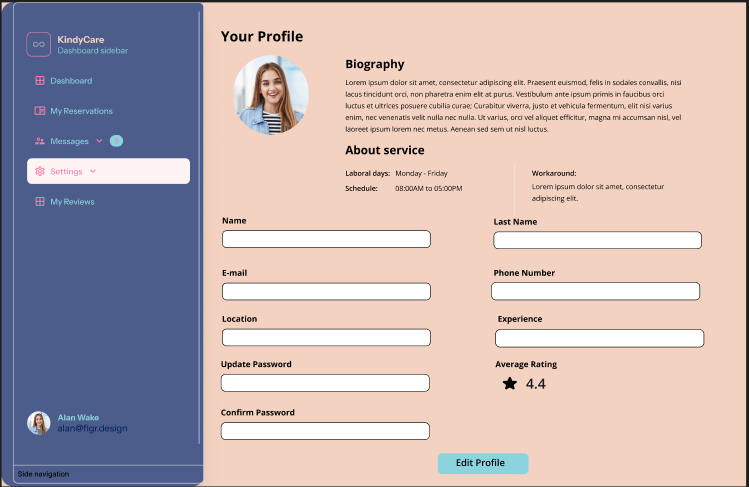 KindyCare
Dashboard sidebar
Dashboard
My Reservations
Messages
Settings
My Reviews
Alan Wake
alan@figr.design
Side navigation
Your Profile
Biography
Lorem ipsum dolor sit amet, consectetur adipiscing elit. Praesent euismod, felis in sodales convallis, nisi
lacus tincidunt orci, non pharetra enim elit at purus. Vestibulum ante ipsum primis in faucibus orci
luctus et ultrices posuere cubilia curae; Curabitur viverra, justo et vehicula fermentum, elit nisi varius
enim, nec venenatis velit nulla nec nulla. Ut varius, orci vel aliquet efficitur, magna mi accumsan nisl, vel
laoreet ipsum lorem nec metus. Aenean sed sem ut nisl luctus.
About service
Laboral days: Monday - Friday
Schedule: 08:00AM to 05:00PM
Workaround:
Lorem ipsum dolor sit amet, consectetur
adipiscing elit.
Name
Last Name
E-mail
Phone Number
Location
Experience
Update Password
Average Rating
4.4
Confirm Password
Edit Profile